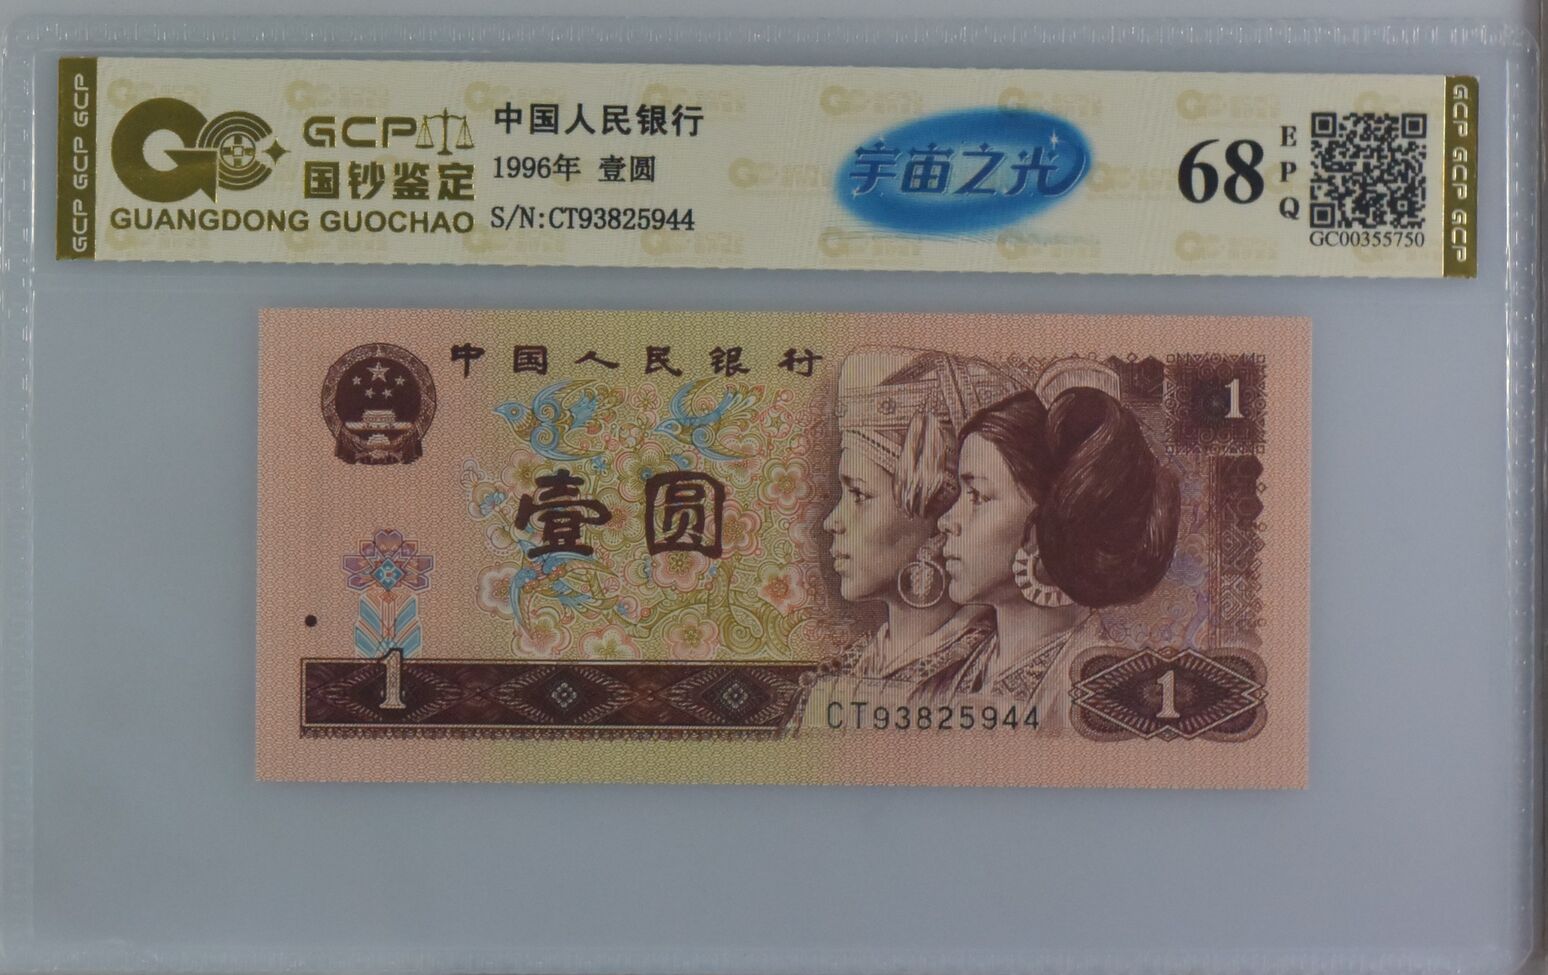 GCP GCP GCP
GCP
国钞鉴定
GUANGDONG GUOCHAO
中国人民银行
1996年 壹圆
S/N:CT93825944
宇宙之光
68
EPQ
GC00355750
GCP GCP GCP
中国人民银行
1
壹圆
1
CT93825944
1